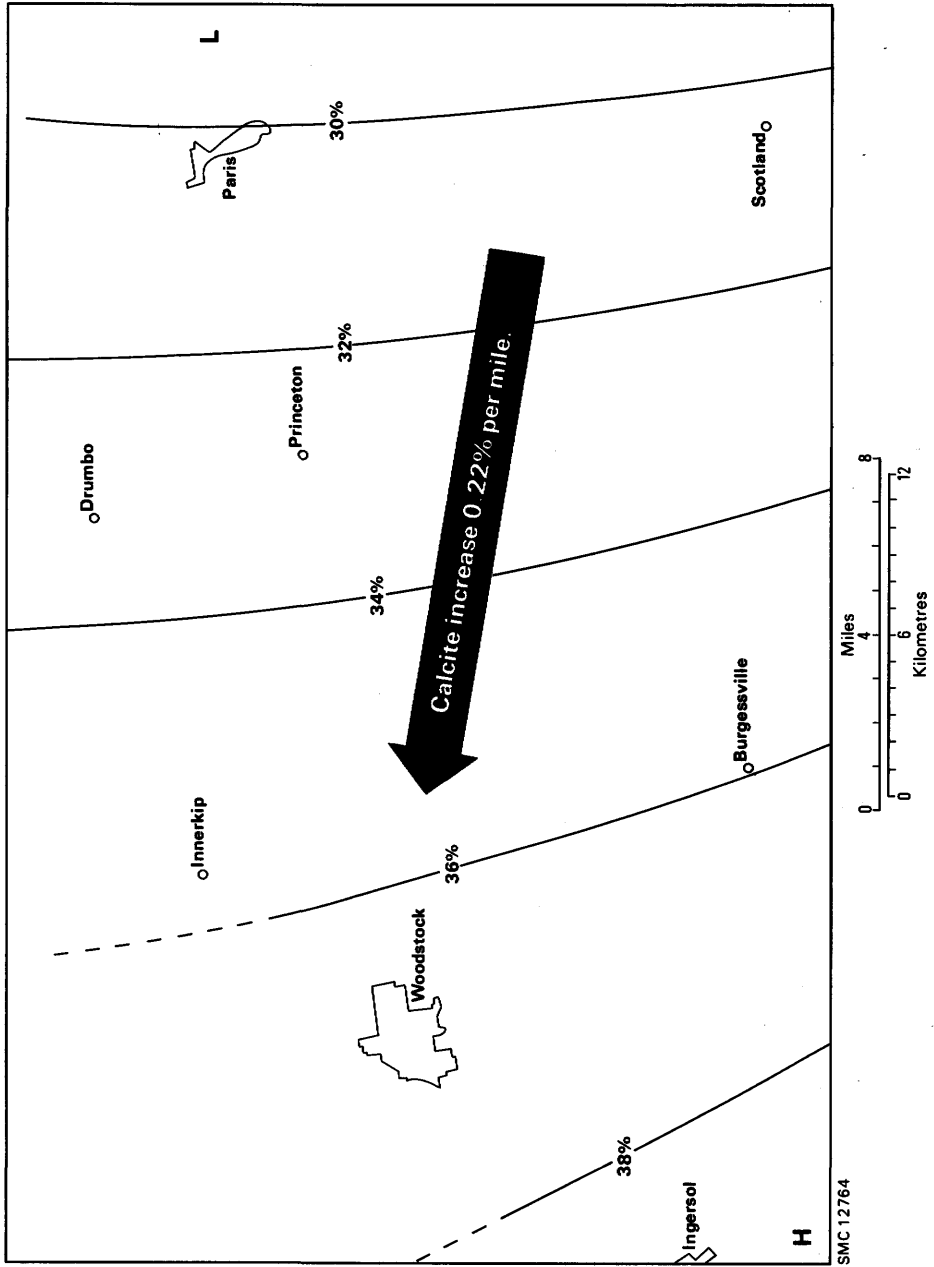 L
30%
Paris
Scotland
32%
Princeton
Drumbo
Calcite increase 0.22% per mile.
34%
Innerkip
Burgessville
36%
Woodstock
38%
Ingersol
H
SMC 12764
Miles
0 4 8
0 6 12
Kilometres